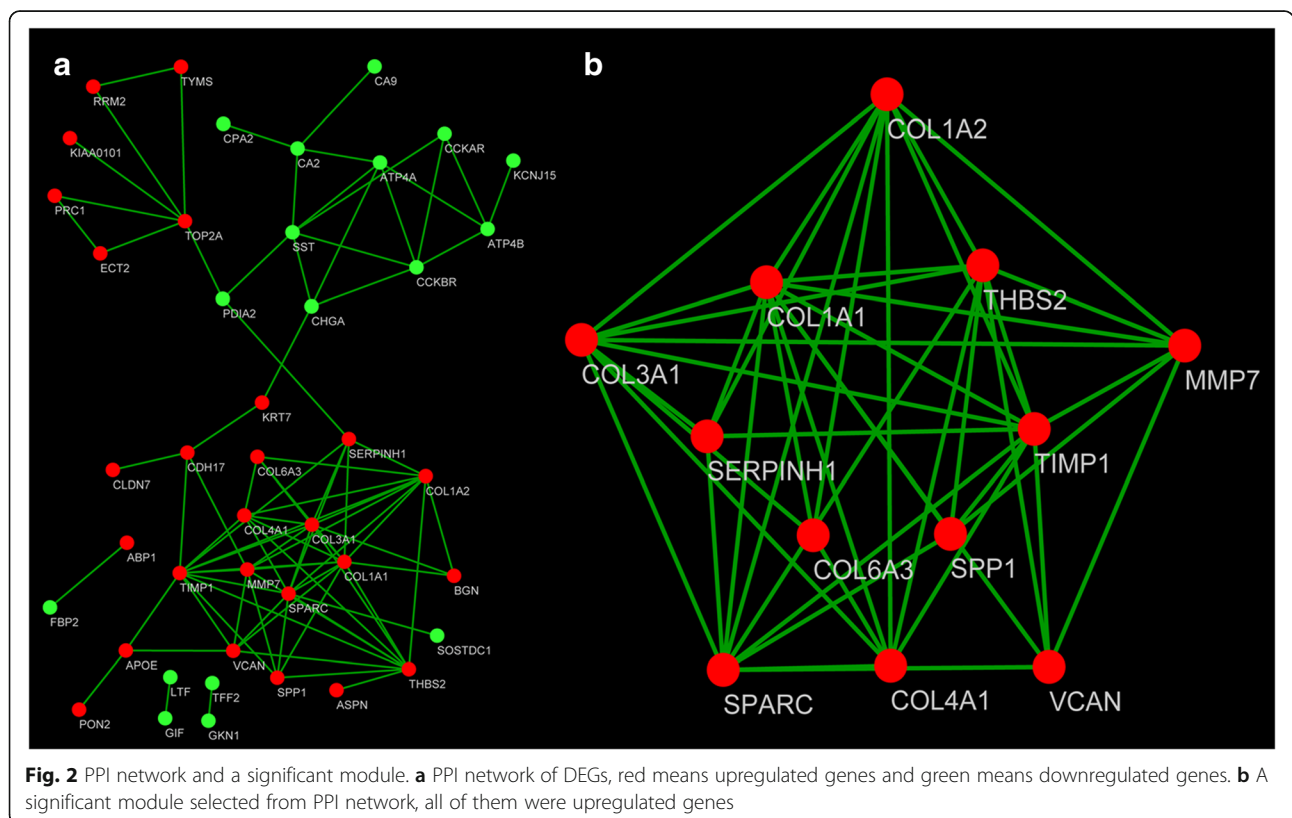 a
TYMS
RRM2
KIAA0101
PRC1
ECT2
TOP2A
CA9
CPA2
CA2
CCKAR
ATP4A
KCNJ15
SST
ATP4B
CCKBR
PDIA2
CHGA
KRT7
SERPINH1
CDH17
COL6A3
CLDN7
COL1A2
COL4A1
COL3A1
ABP1
TIMP1
MMP7
COL1A1
BGN
SPARC
FBP2
SOSTDC1
APOE
VCAN
THBS2
LTF
TFF2
SPP1
ASPN
PON2
GIF
GKN1
b
COL1A2
THBS2
COL1A1
COL3A1
MMP7
SERPINH1
TIMP1
COL6A3
SPP1
SPARC
COL4A1
VCAN
Fig. 2 PPI network and a significant module. a PPI network of DEGs, red means upregulated genes and green means downregulated genes. b A
significant module selected from PPI network, all of them were upregulated genes